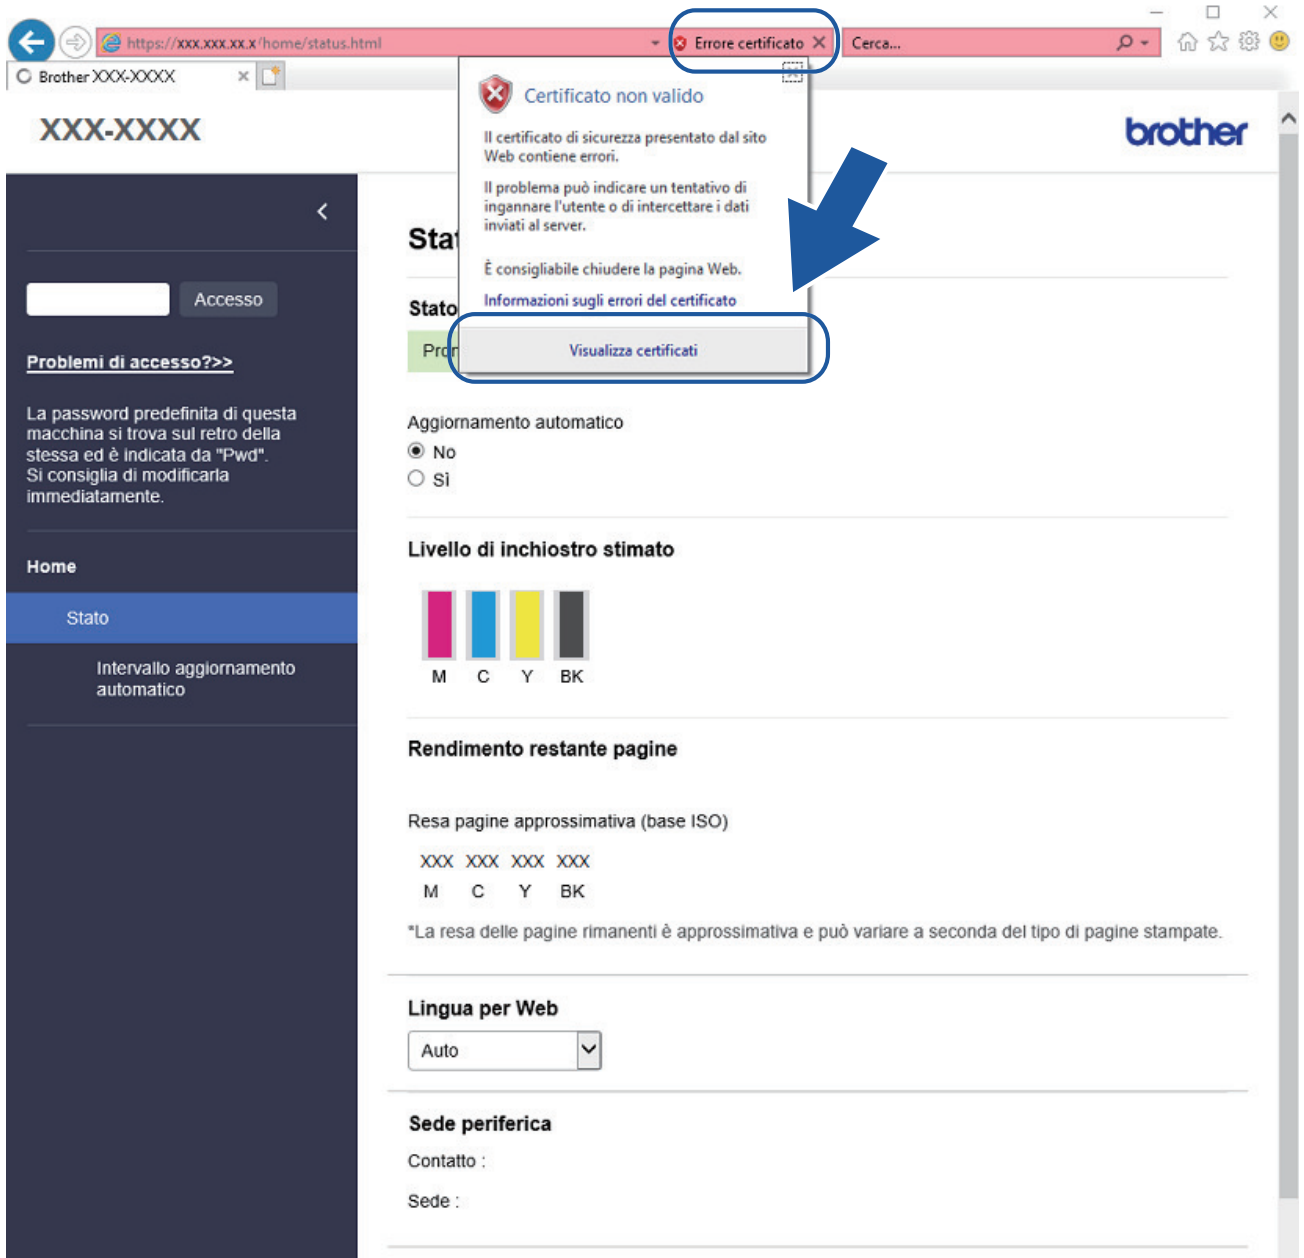 https://xxx.xxx.xx.x/home/status.html
Errore certificato
Cerca...
Brother XXX-XXXX
Certificato non valido
Il certificato di sicurezza presentato dal sito
Web contiene errori.
Il problema può indicare un tentativo di
ingannare l'utente o di intercettare i dati
inviati al server.
È consigliabile chiudere la pagina Web.
Informazioni sugli errori del certificato
Visualizza certificati
XXX-XXXX
brother
Accesso
Problemi di accesso?>>
La password predefinita di questa
macchina si trova sul retro della
stessa ed è indicata da "Pwd".
Si consiglia di modificarla
immediatamente.
Home
Stato
Intervallo aggiornamento
automatico
Stat
Stato
Pron
Aggiornamento automatico
No
Sì
Livello di inchiostro stimato
M C Y BK
Rendimento restante pagine
Resa pagine approssimativa (base ISO)
XXX XXX XXX XXX
M C Y BK
*La resa delle pagine rimanenti è approssimativa e può variare a seconda del tipo di pagine stampate.
Lingua per Web
Auto
Sede periferica
Contatto :
Sede :